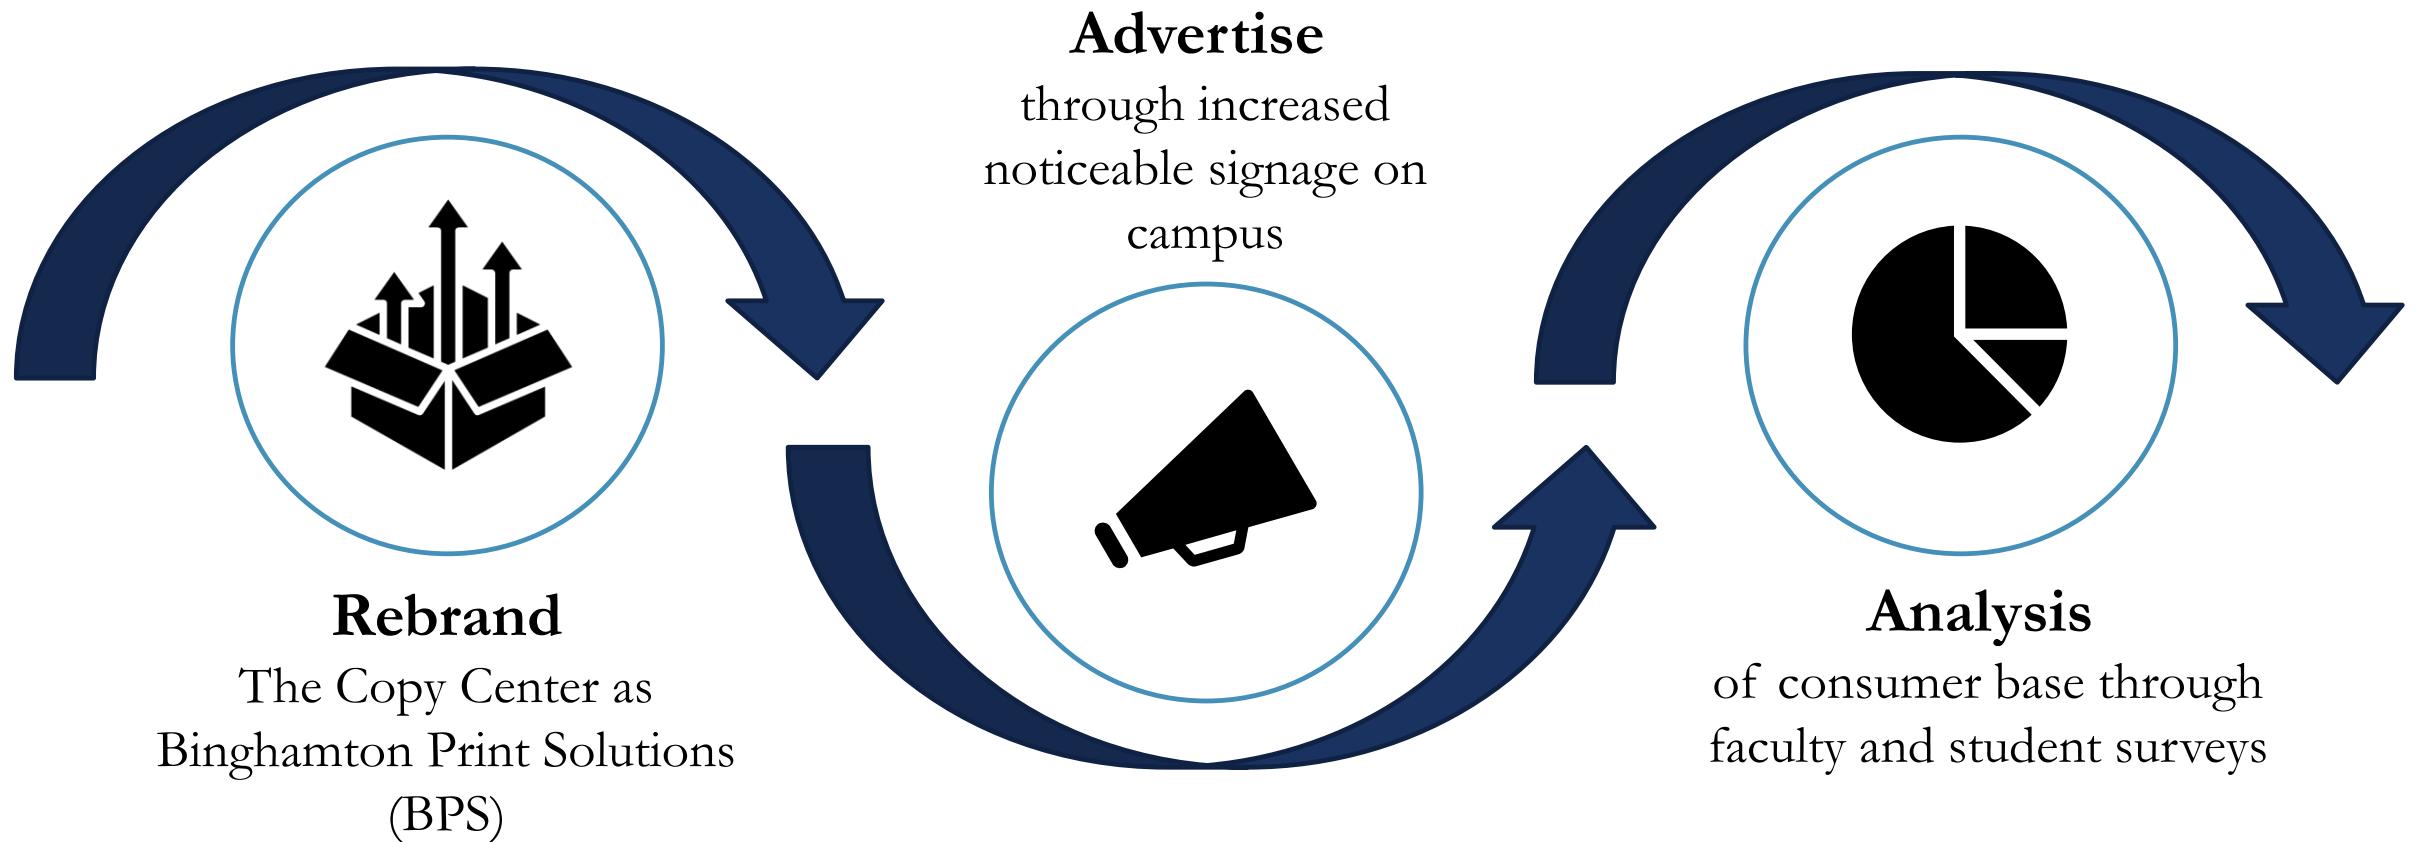 Rebrand
The Copy Center as
Binghamton Print Solutions
(BPS)
Advertise
through increased
noticeable signage on
campus
Analysis
of consumer base through
faculty and student surveys